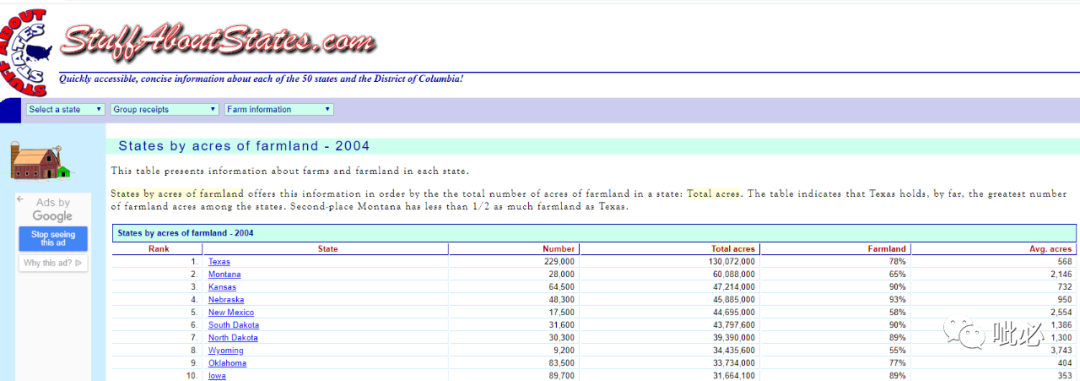 StuffAboutStates.com
STUFF ABOUT STATES
Quickly accessible, concise information about each of the 50 states and the District of Columbia!
Select a state Group receipts Farm information
States by acres of farmland - 2004
This table presents information about farms and farmland in each state.
States by acres of farmland offers this information in order by the the total number of acres of farmland in a state: Total acres. The table indicates that Texas holds, by far, the greatest number
of farmland acres among the states. Second-place Montana has less than 1/2 as much farmland as Texas.
Ads by
Google
Stop seeing
this ad
Why this ad?
States by acres of farmland - 2004
Rank State Number Total acres Farmland Avg. acres
1. Texas 229,000 130,072,000 78% 568
2. Montana 28,000 60,088,000 65% 2,146
3. Kansas 64,500 47,214,000 90% 732
4. Nebraska 48,300 45,885,000 93% 950
5. New Mexico 17,500 44,695,000 58% 2,554
6. South Dakota 31,600 43,797,600 90% 1,386
7. North Dakota 30,300 39,390,000 89% 1,300
8. Wyoming 9,200 34,435,600 55% 3,743
9. Oklahoma 83,500 33,734,000 77% 404
10. Iowa 89,700 31,664,100 89% 353
呲必